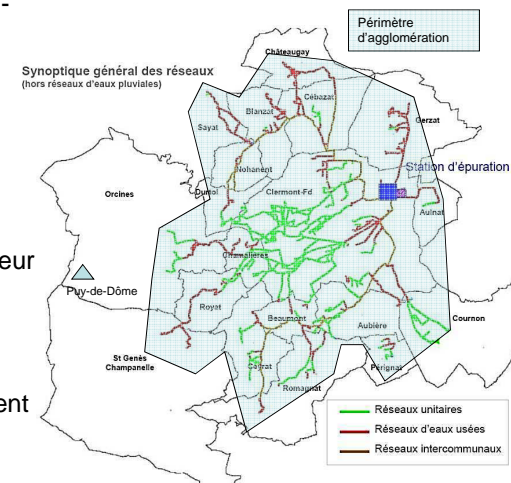 -
Périmètre
d'agglomération
Synoptique général des réseaux
(hors réseaux d'eaux pluviales)
Châteaugay
Cébazat
Blanzat
Sayat
Gerzat
Nohanent
Station d'épuration
Orcines
Durtol
Clermont-Fd
Aulnat
eur
Chamalières
Puy-de-Dôme
Royat
Beaumont
Aubière
Cournon
St Genès
Champanelle
Ceyrat
Pérignat
Romagnat
ent
Réseaux unitaires
Réseaux d'eaux usées
Réseaux intercommunaux